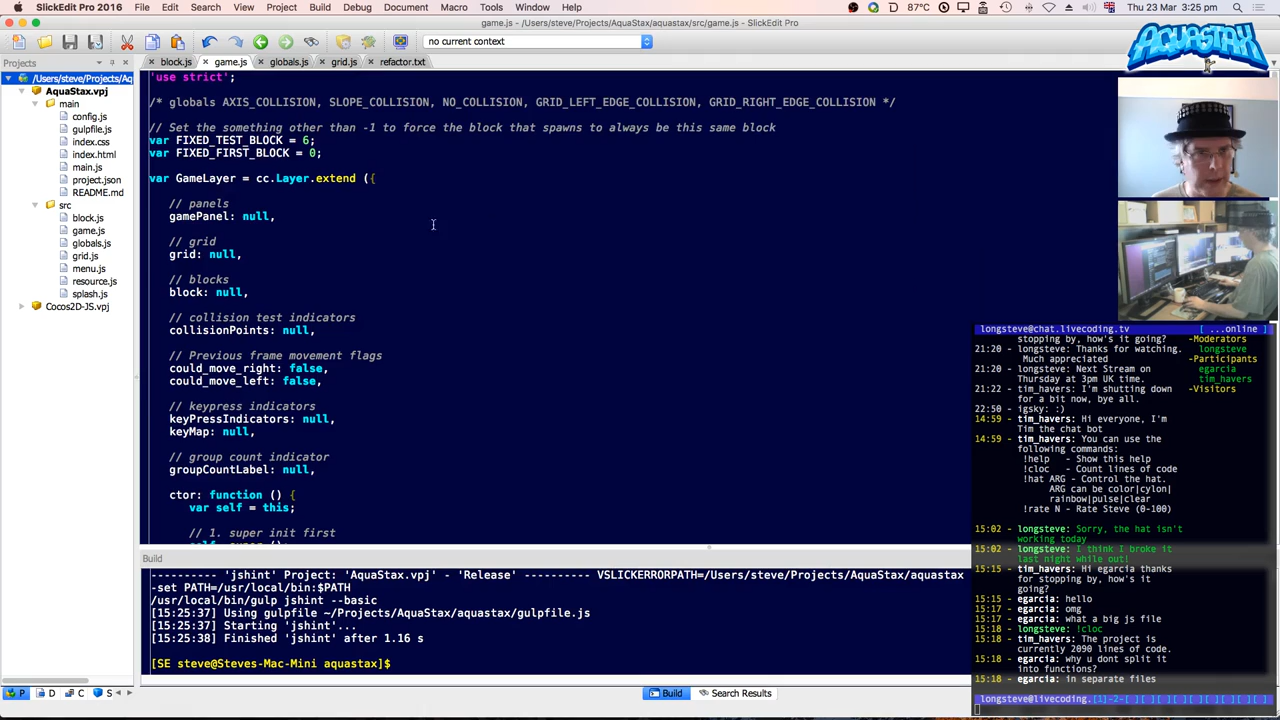 SlickEdit Pro 2016 File Edit Search View Project Build Debug Document Macro Tools Window Help 87°C Thu 23 Mar 3:25 pm
game.js - /Users/steve/Projects/AquaStax/aquastax/src/game.js - SlickEdit Pro
no current context
AQUASTAX
Projects
block.js game.js globals.js grid.js refactor.txt
/Users/steve/Projects/Aq
AquaStax.vpj
main
config.js
gulpfile.js
index.css
index.html
main.js
project.json
README.md
src
block.js
game.js
globals.js
grid.js
menu.js
resource.js
splash.js
Cocos2D-JS.vpj
'use strict';
/* globals AXIS_COLLISION, SLOPE_COLLISION, NO_COLLISION, GRID_LEFT_EDGE_COLLISION, GRID_RIGHT_EDGE_COLLISION */
// Set the something other than -1 to force the block that spawns to always be this same block
var FIXED_TEST_BLOCK = 6;
var FIXED_FIRST_BLOCK = 0;
var GameLayer = cc.Layer.extend ({
// panels
gamePanel: null,
// grid
grid: null,
// blocks
block: null,
// collision test indicators
collisionPoints: null,
// Previous frame movement flags
could_move_right: false,
could_move_left: false,
// keypress indicators
keyPressIndicators: null,
keyMap: null,
// group count indicator
groupCountLabel: null,
ctor: function () {
var self = this;
// 1. super init first
Build
---------- 'jshint' Project: 'AquaStax.vpj' - 'Release' ---------- VSLICKERRORPATH=/Users/steve/Projects/AquaStax/aquastax
-set PATH=/usr/local/bin:$PATH
/usr/local/bin/gulp jshint --basic
[15:25:37] Using gulpfile ~/Projects/AquaStax/aquastax/gulpfile.js
[15:25:37] Starting 'jshint'...
[15:25:38] Finished 'jshint' after 1.16 s
[SE steve@Steves-Mac-Mini aquastax]$
P D C S
Build Search Results
longsteve@chat.livecoding.tv [ ...online ]
stopping by, how's it going?
21:20 - longsteve: Thanks for watching.
Much appreciated
21:20 - longsteve: Next Stream on
Thursday at 3pm UK time.
21:22 - tim_havers: I'm shutting down
for a bit now, bye all.
22:50 - igsky: :)
14:59 - tim_havers: Hi everyone, I'm
Tim the chat bot
14:59 - tim_havers: You can use the
following commands:
!help - Show this help
!cloc - Count lines of code
!hat ARG - Control the hat.
ARG can be color|cylon|
rainbow|pulse|clear
!rate N - Rate Steve (0-100)
15:02 - longsteve: Sorry, the hat isn't
working today
15:02 - longsteve: I think I broke it
last night while out!
15:15 - tim_havers: Hi egarcia thanks
for stopping by, how's it
going?
15:15 - egarcia: hello
15:17 - egarcia: omg
15:17 - egarcia: what a big js file
15:18 - longsteve: !cloc
15:18 - tim_havers: The project is
currently 2090 lines of code.
15:18 - egarcia: why u dont split it
into functions?
15:18 - egarcia: in separate files
-Moderators
longsteve
-Participants
egarcia
tim_havers
-Visitors
longsteve@livecoding. [1]-2-[ ][ ][ ][ ][ ][ ][ ][ ][ ]